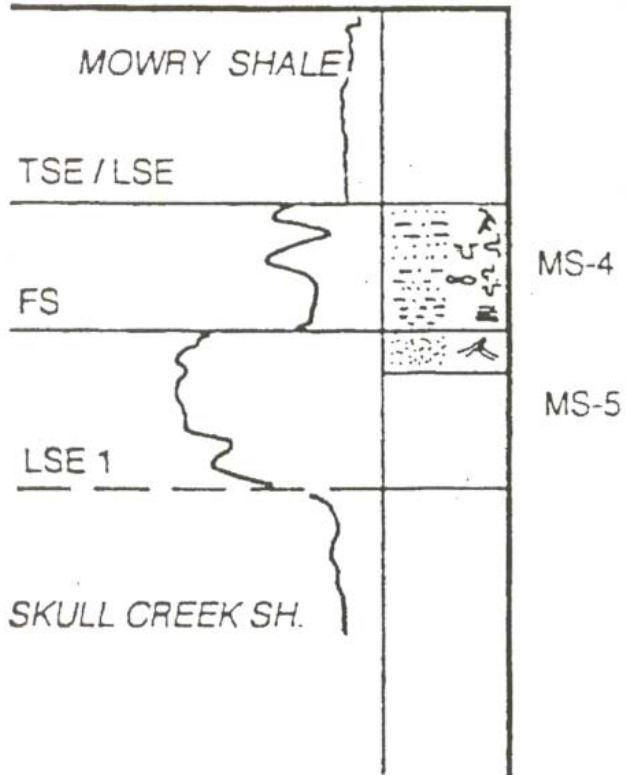 MOWRY SHALE
TSE / LSE
MS-4
FS
MS-5
LSE 1
SKULL CREEK SH.